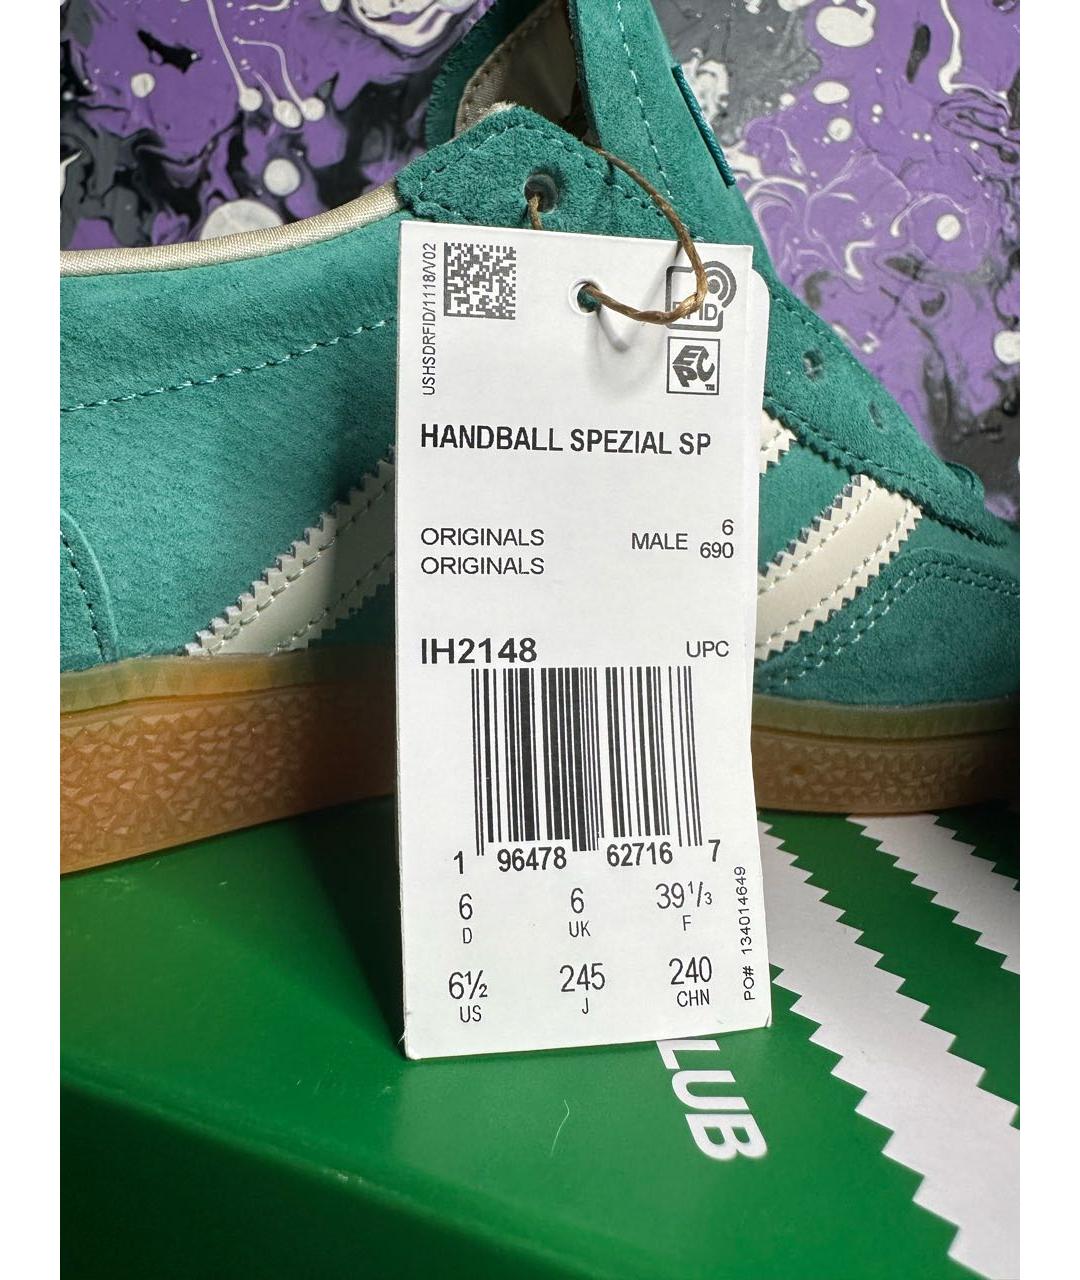 USHSDRFID/1118/V02
RFID
EPC™
HANDBALL SPEZIAL SP
ORIGINALS
ORIGINALS
MALE
6
690
IH2148
UPC
1 96478 62716 7
6 6 39 1/3
D UK F
6½ 245 240
US J CHN
PO# 134014649
LUB